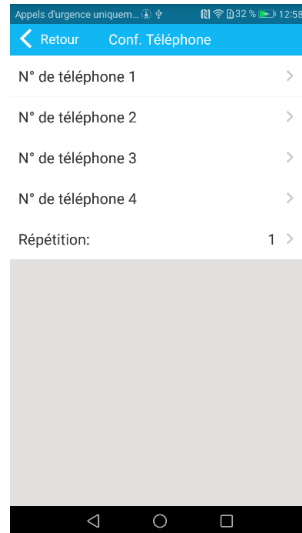 Appels d'urgence uniquem... 32 % 12:58
Retour Conf. Téléphone
N° de téléphone 1
N° de téléphone 2
N° de téléphone 3
N° de téléphone 4
Répétition: 1